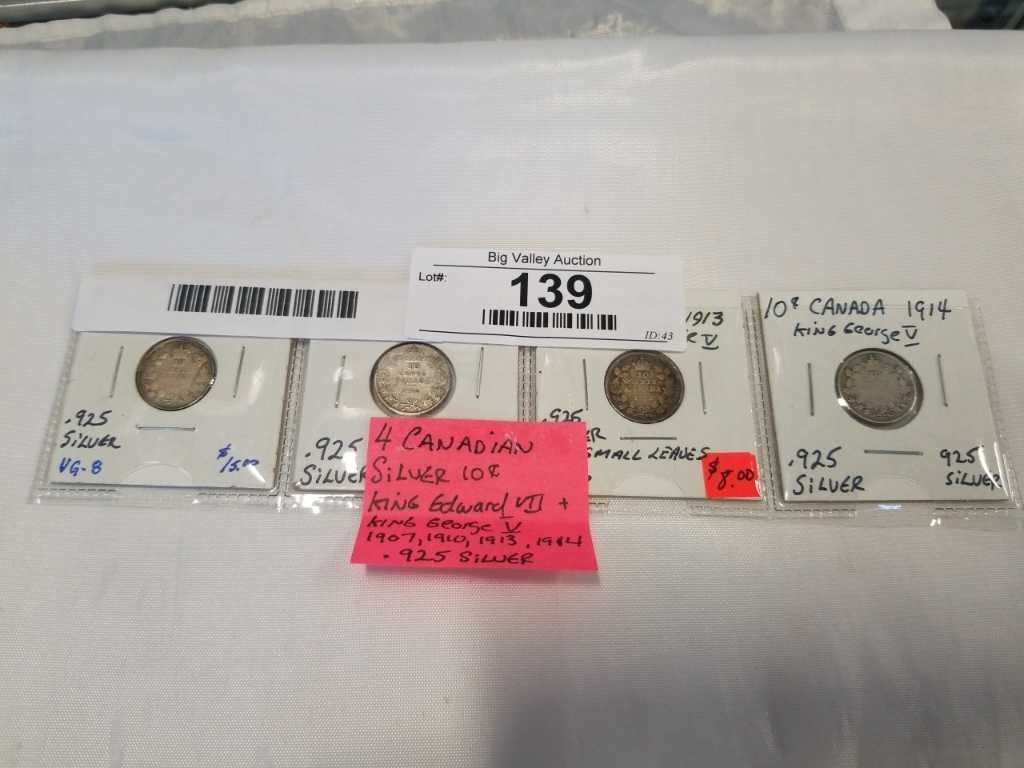 Big Valley Auction
Lot#:
139
ID:43
.925
SILVER
VG-8
$15.00
.925
SILVER
1913
V
.925
SMALL LEAVES
$8.00
10¢ CANADA 1914
KING George V
.925
SILVER
925
SILVER
4 CANADIAN
SILVER 10¢
KING Edward VII +
KING George V
1907, 1910, 1913, 1914
.925 SILVER